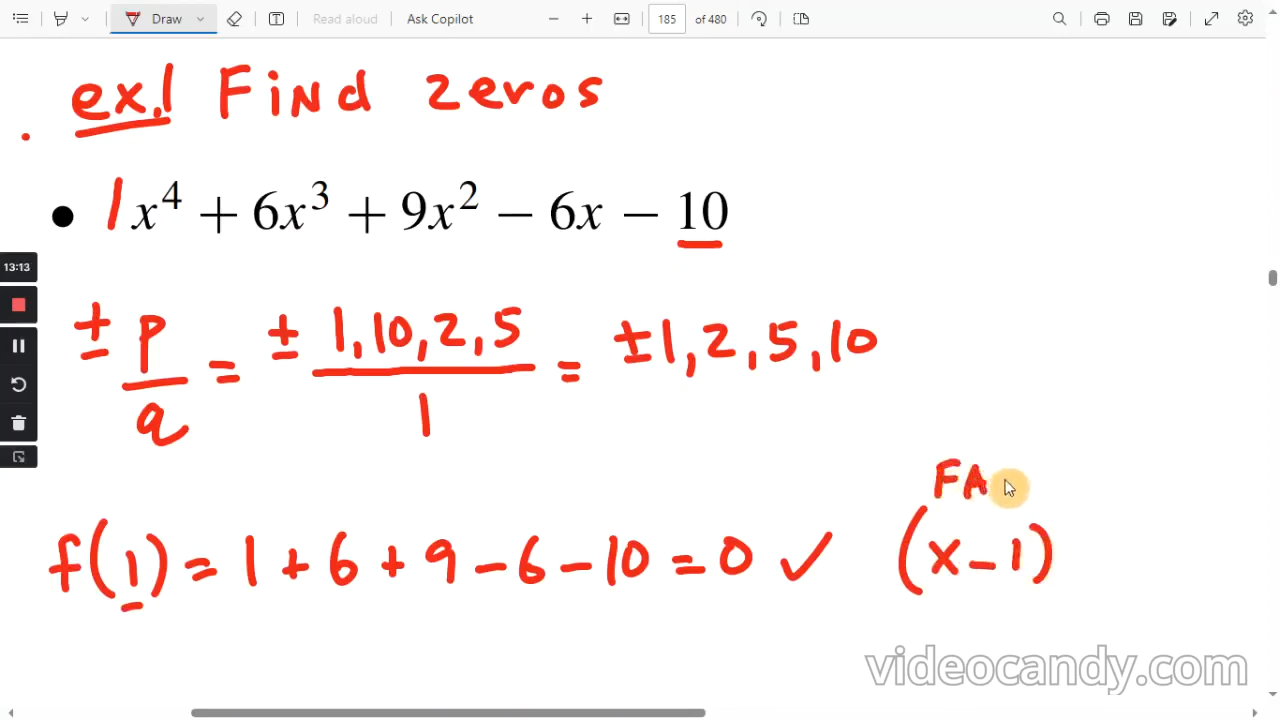 Draw Read aloud Ask Copilot 185 of 480
ex.1 Find zeros
• 1x⁴ + 6x³ + 9x² − 6x − 10
13:13
± p/q = ± 1,10,2,5/1 = ±1,2,5,10
FA
f(1) = 1 + 6 + 9 − 6 − 10 = 0 ✓ (x − 1)
videocandy.com